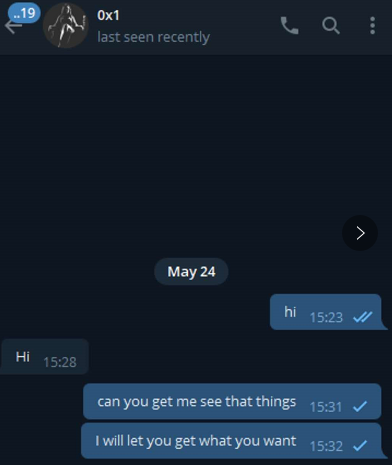 ..19
0x1
last seen recently
May 24
hi 15:23
Hi 15:28
can you get me see that things 15:31
I will let you get what you want 15:32